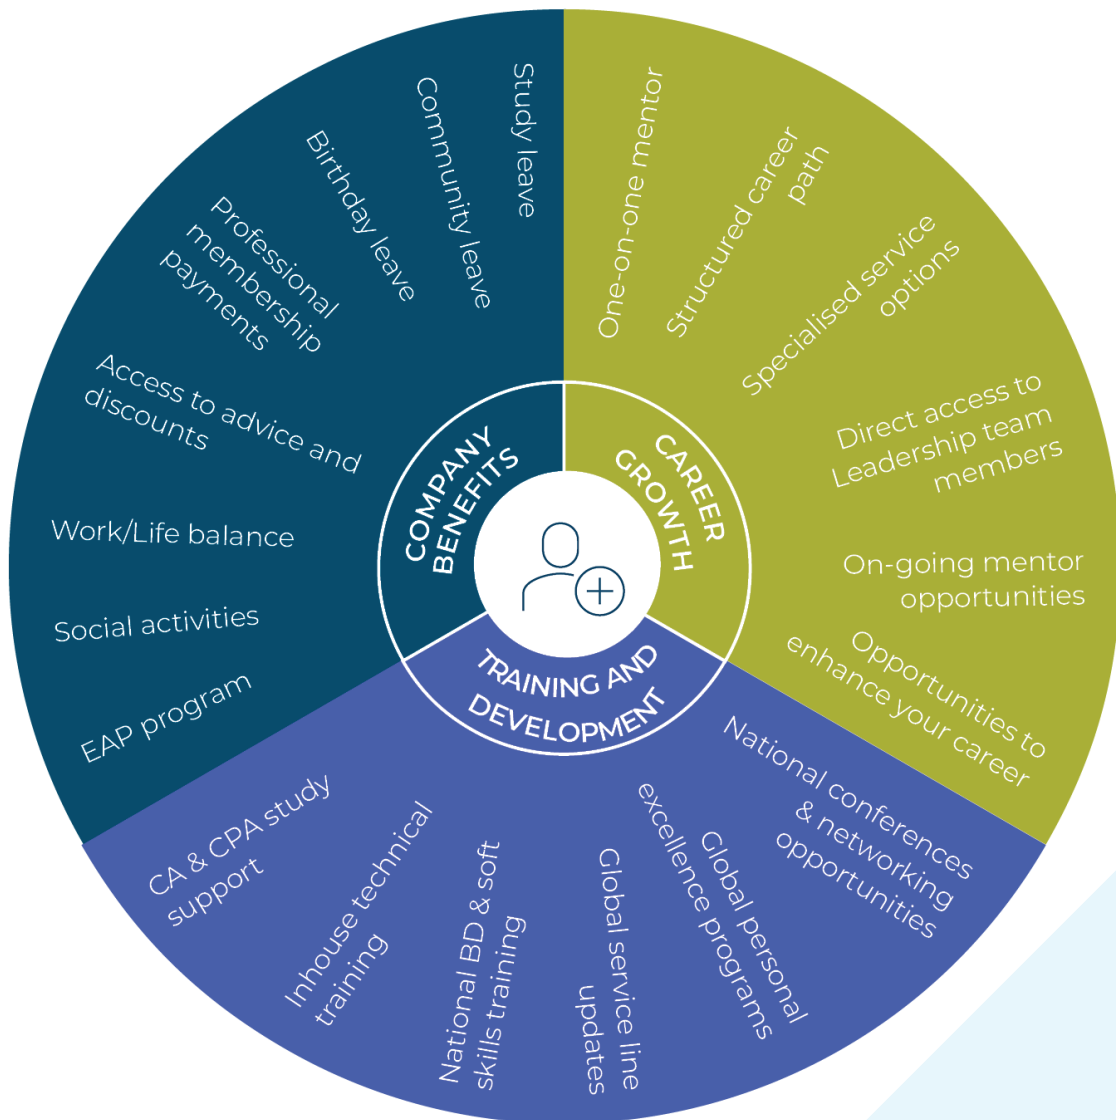 COMPANY
BENEFITS
Study leave
Community leave
Birthday leave
Professional
membership
payments
Access to advice and
discounts
Work/Life balance
Social activities
EAP program
CAREER
GROWTH
One-on-one mentor
Structured career
path
Specialised service
options
Direct access to
Leadership team
members
On-going mentor
opportunities
Opportunities to
enhance your career
TRAINING AND
DEVELOPMENT
National conferences
& networking
opportunities
Global personal
excellence programs
Global service line
updates
National BD & soft
skills training
Inhouse technical
training
CA & CPA study
support